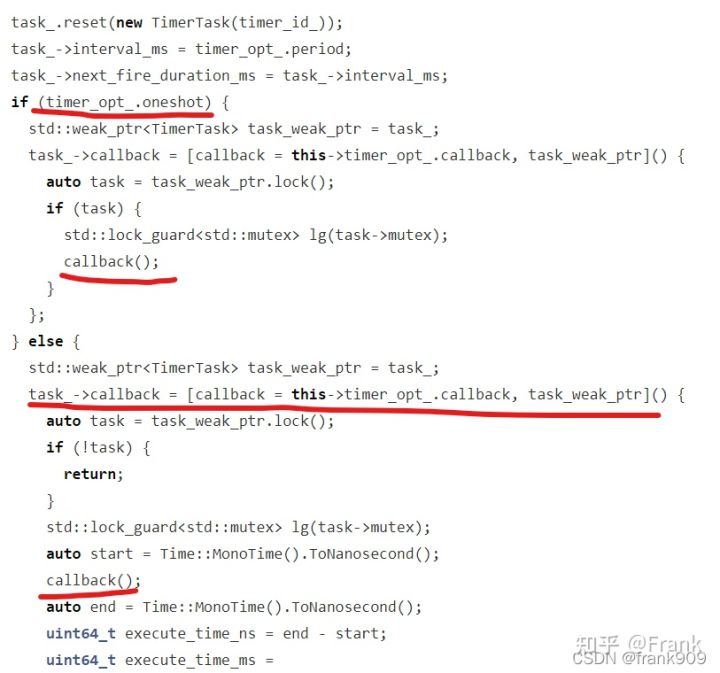 task_.reset(new TimerTask(timer_id_));
task_->interval_ms = timer_opt_.period;
task_->next_fire_duration_ms = task_->interval_ms;
if (timer_opt_.oneshot) {
  std::weak_ptr<TimerTask> task_weak_ptr = task_;
  task_->callback = [callback = this->timer_opt_.callback, task_weak_ptr]() {
    auto task = task_weak_ptr.lock();
    if (task) {
      std::lock_guard<std::mutex> lg(task->mutex);
      callback();
    }
  };
} else {
  std::weak_ptr<TimerTask> task_weak_ptr = task_;
  task_->callback = [callback = this->timer_opt_.callback, task_weak_ptr]() {
    auto task = task_weak_ptr.lock();
    if (!task) {
      return;
    }
    std::lock_guard<std::mutex> lg(task->mutex);
    auto start = Time::MonoTime().ToNanosecond();
    callback();
    auto end = Time::MonoTime().ToNanosecond();
    uint64_t execute_time_ns = end - start;
    uint64_t execute_time_ms =
知乎 @Frank
CSDN @frank909